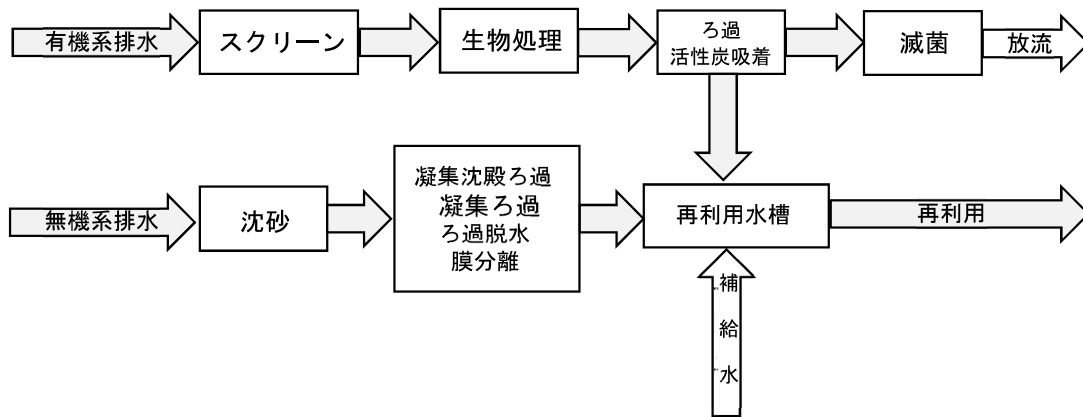 有機系排水
スクリーン
生物処理
ろ過
活性炭吸着
滅菌
放流
無機系排水
沈砂
凝集沈殿ろ過
凝集ろ過
ろ過脱水
膜分離
再利用水槽
再利用
補給水